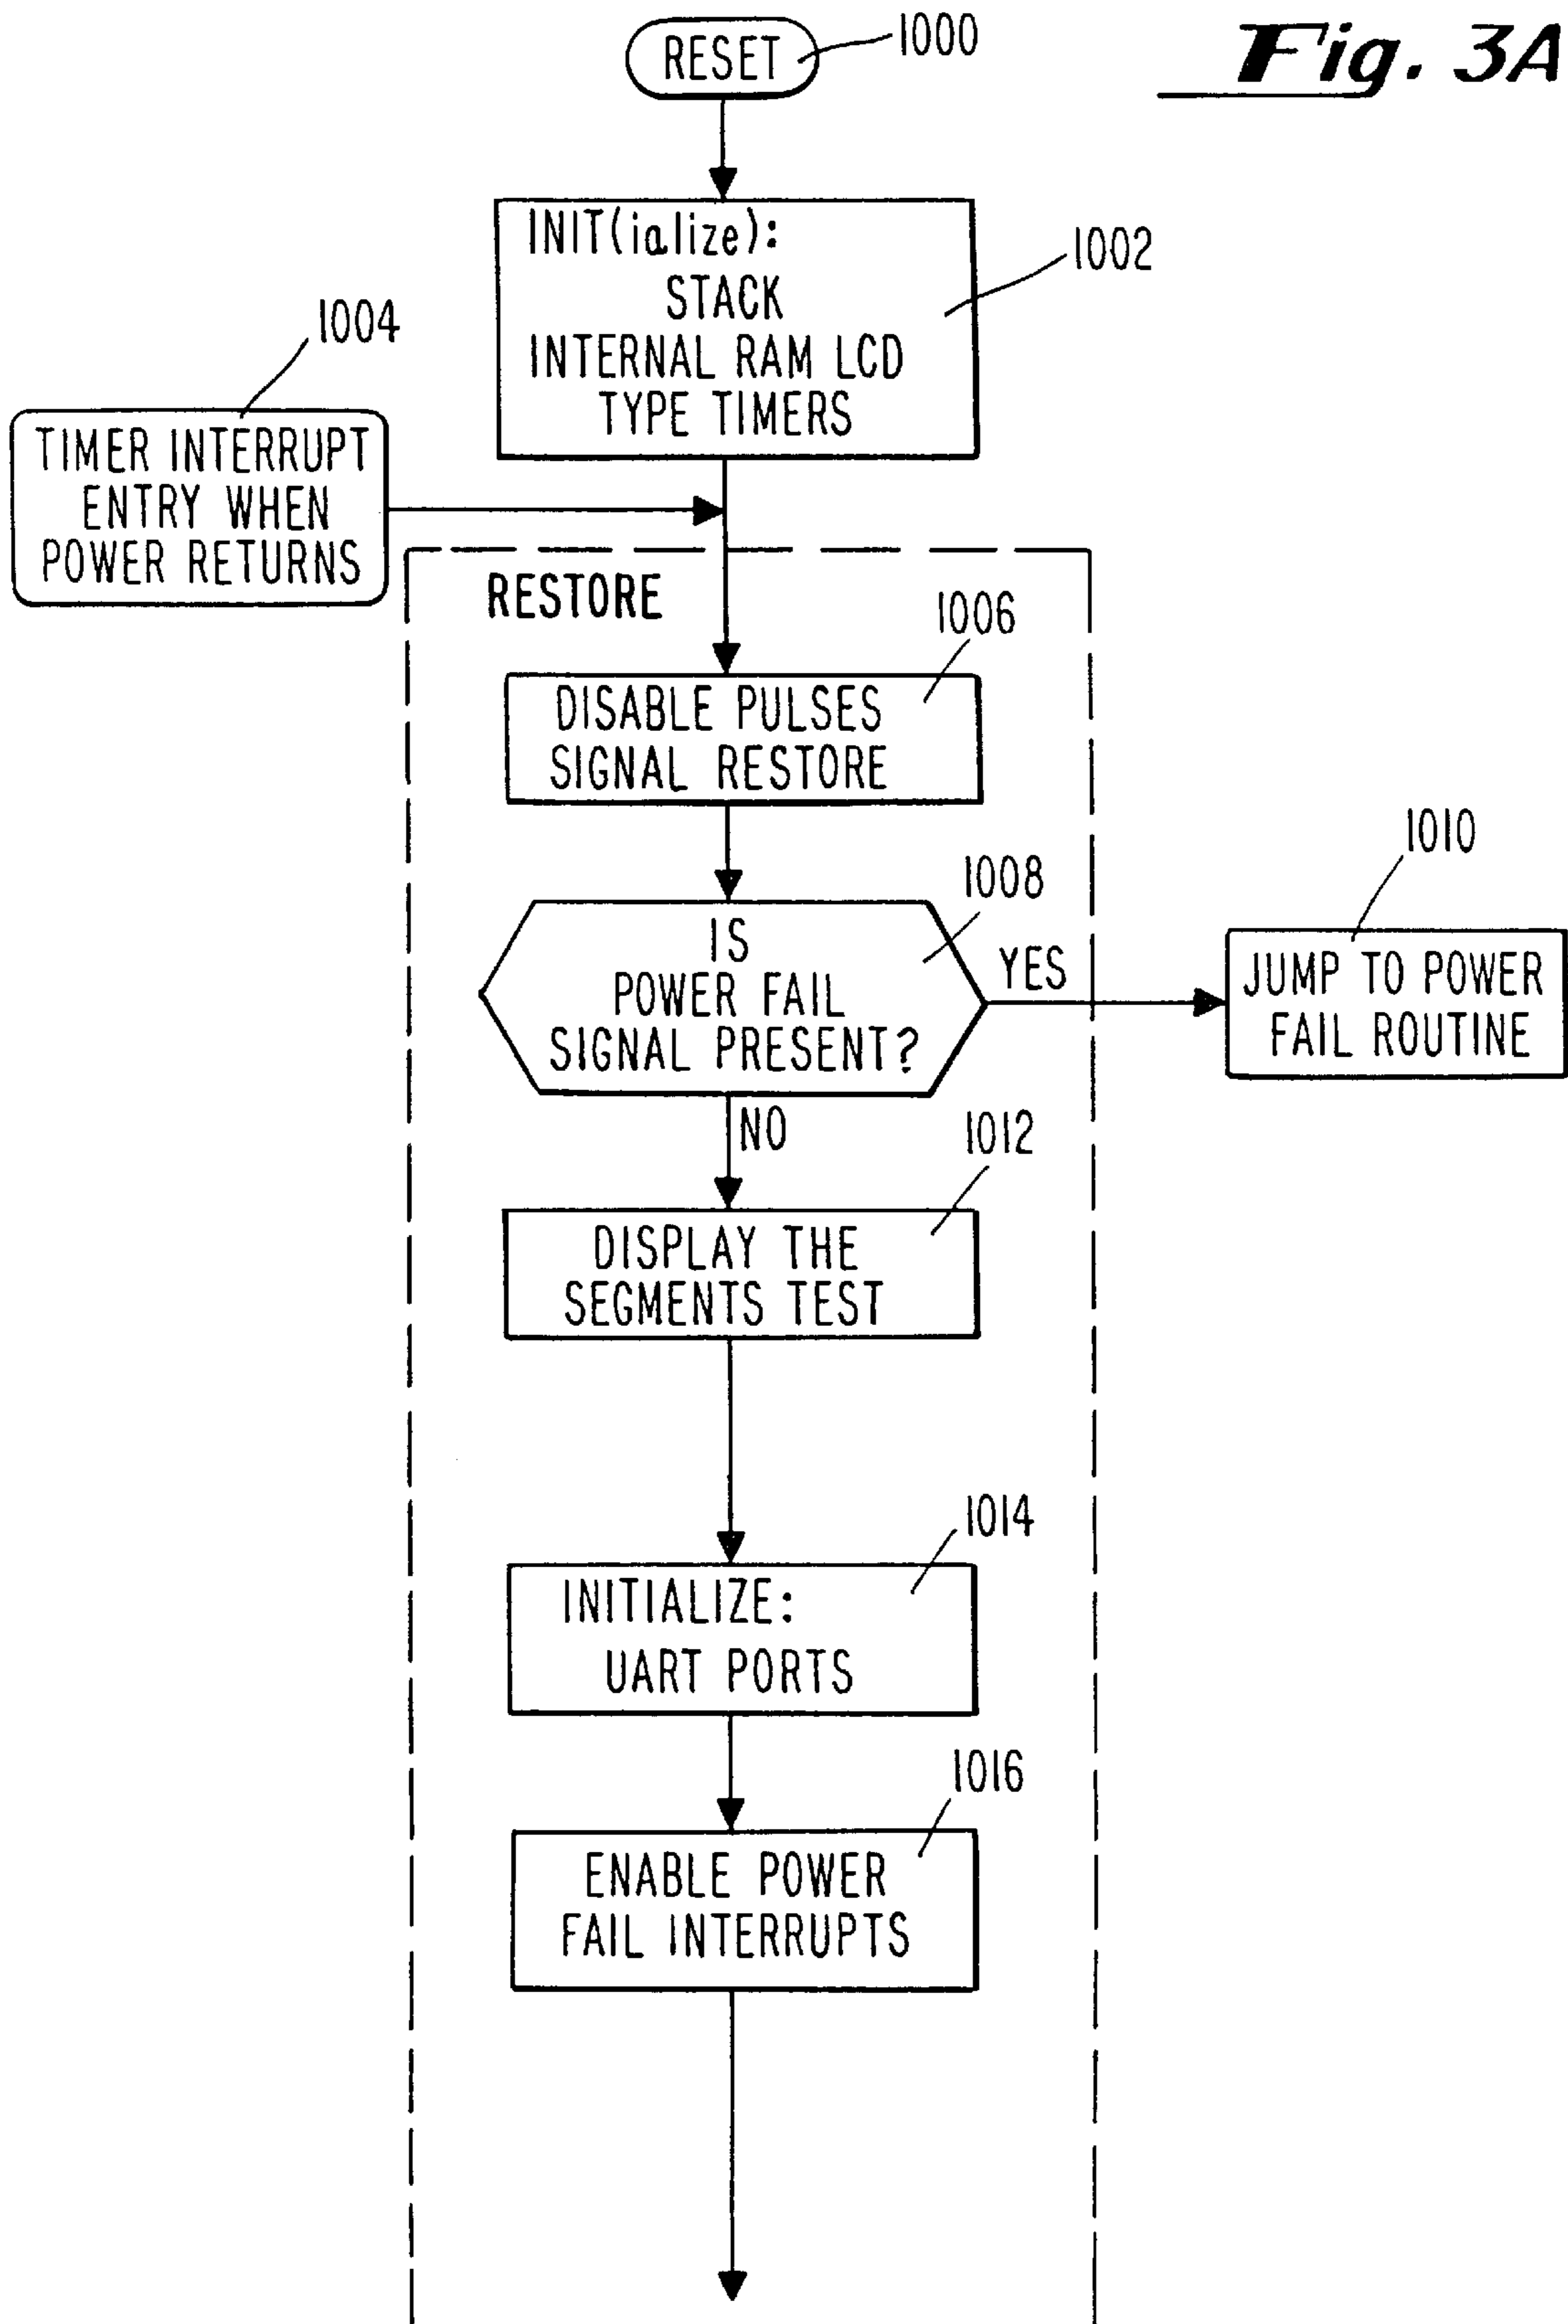 Fig. 3A
RESET
1000
INIT(ialize):
STACK
INTERNAL RAM LCD
TYPE TIMERS
1002
1004
TIMER INTERRUPT
ENTRY WHEN
POWER RETURNS
RESTORE
1006
DISABLE PULSES
SIGNAL RESTORE
1008
IS
POWER FAIL
SIGNAL PRESENT?
YES
1010
JUMP TO POWER
FAIL ROUTINE
NO
1012
DISPLAY THE
SEGMENTS TEST
1014
INITIALIZE:
UART PORTS
1016
ENABLE POWER
FAIL INTERRUPTS